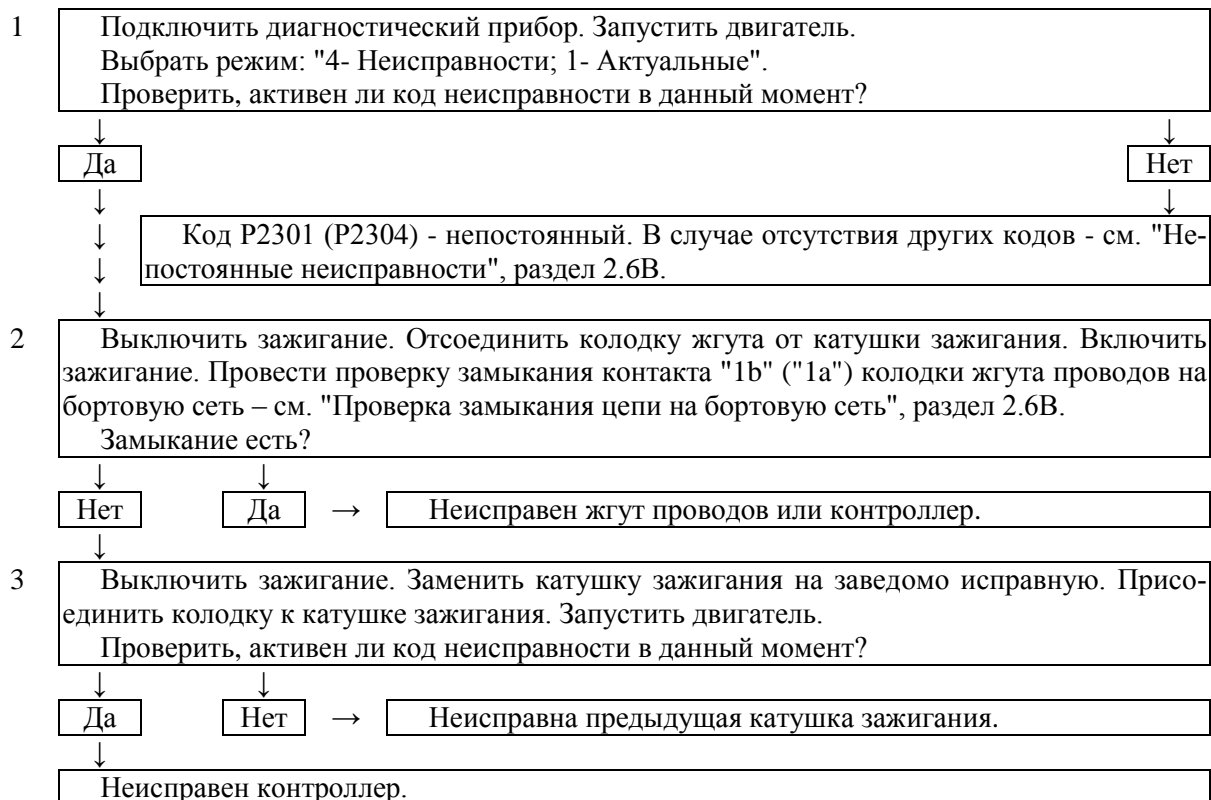 1 Подключить диагностический прибор. Запустить двигатель.
Выбрать режим: "4- Неисправности; 1- Актуальные".
Проверить, активен ли код неисправности в данный момент?
↓ ↓
Да Нет
↓ ↓
↓ Код P2301 (P2304) - непостоянный. В случае отсутствия других кодов - см. "Не-
↓ постоянные неисправности", раздел 2.6В.
↓
2 Выключить зажигание. Отсоединить колодку жгута от катушки зажигания. Включить
зажигание. Провести проверку замыкания контакта "1b" ("1a") колодки жгута проводов на
бортовую сеть – см. "Проверка замыкания цепи на бортовую сеть", раздел 2.6В.
Замыкание есть?
↓ ↓
Нет Да → Неисправен жгут проводов или контроллер.
↓
3 Выключить зажигание. Заменить катушку зажигания на заведомо исправную. Присо-
единить колодку к катушке зажигания. Запустить двигатель.
Проверить, активен ли код неисправности в данный момент?
↓ ↓
Да Нет → Неисправна предыдущая катушка зажигания.
↓
Неисправен контроллер.